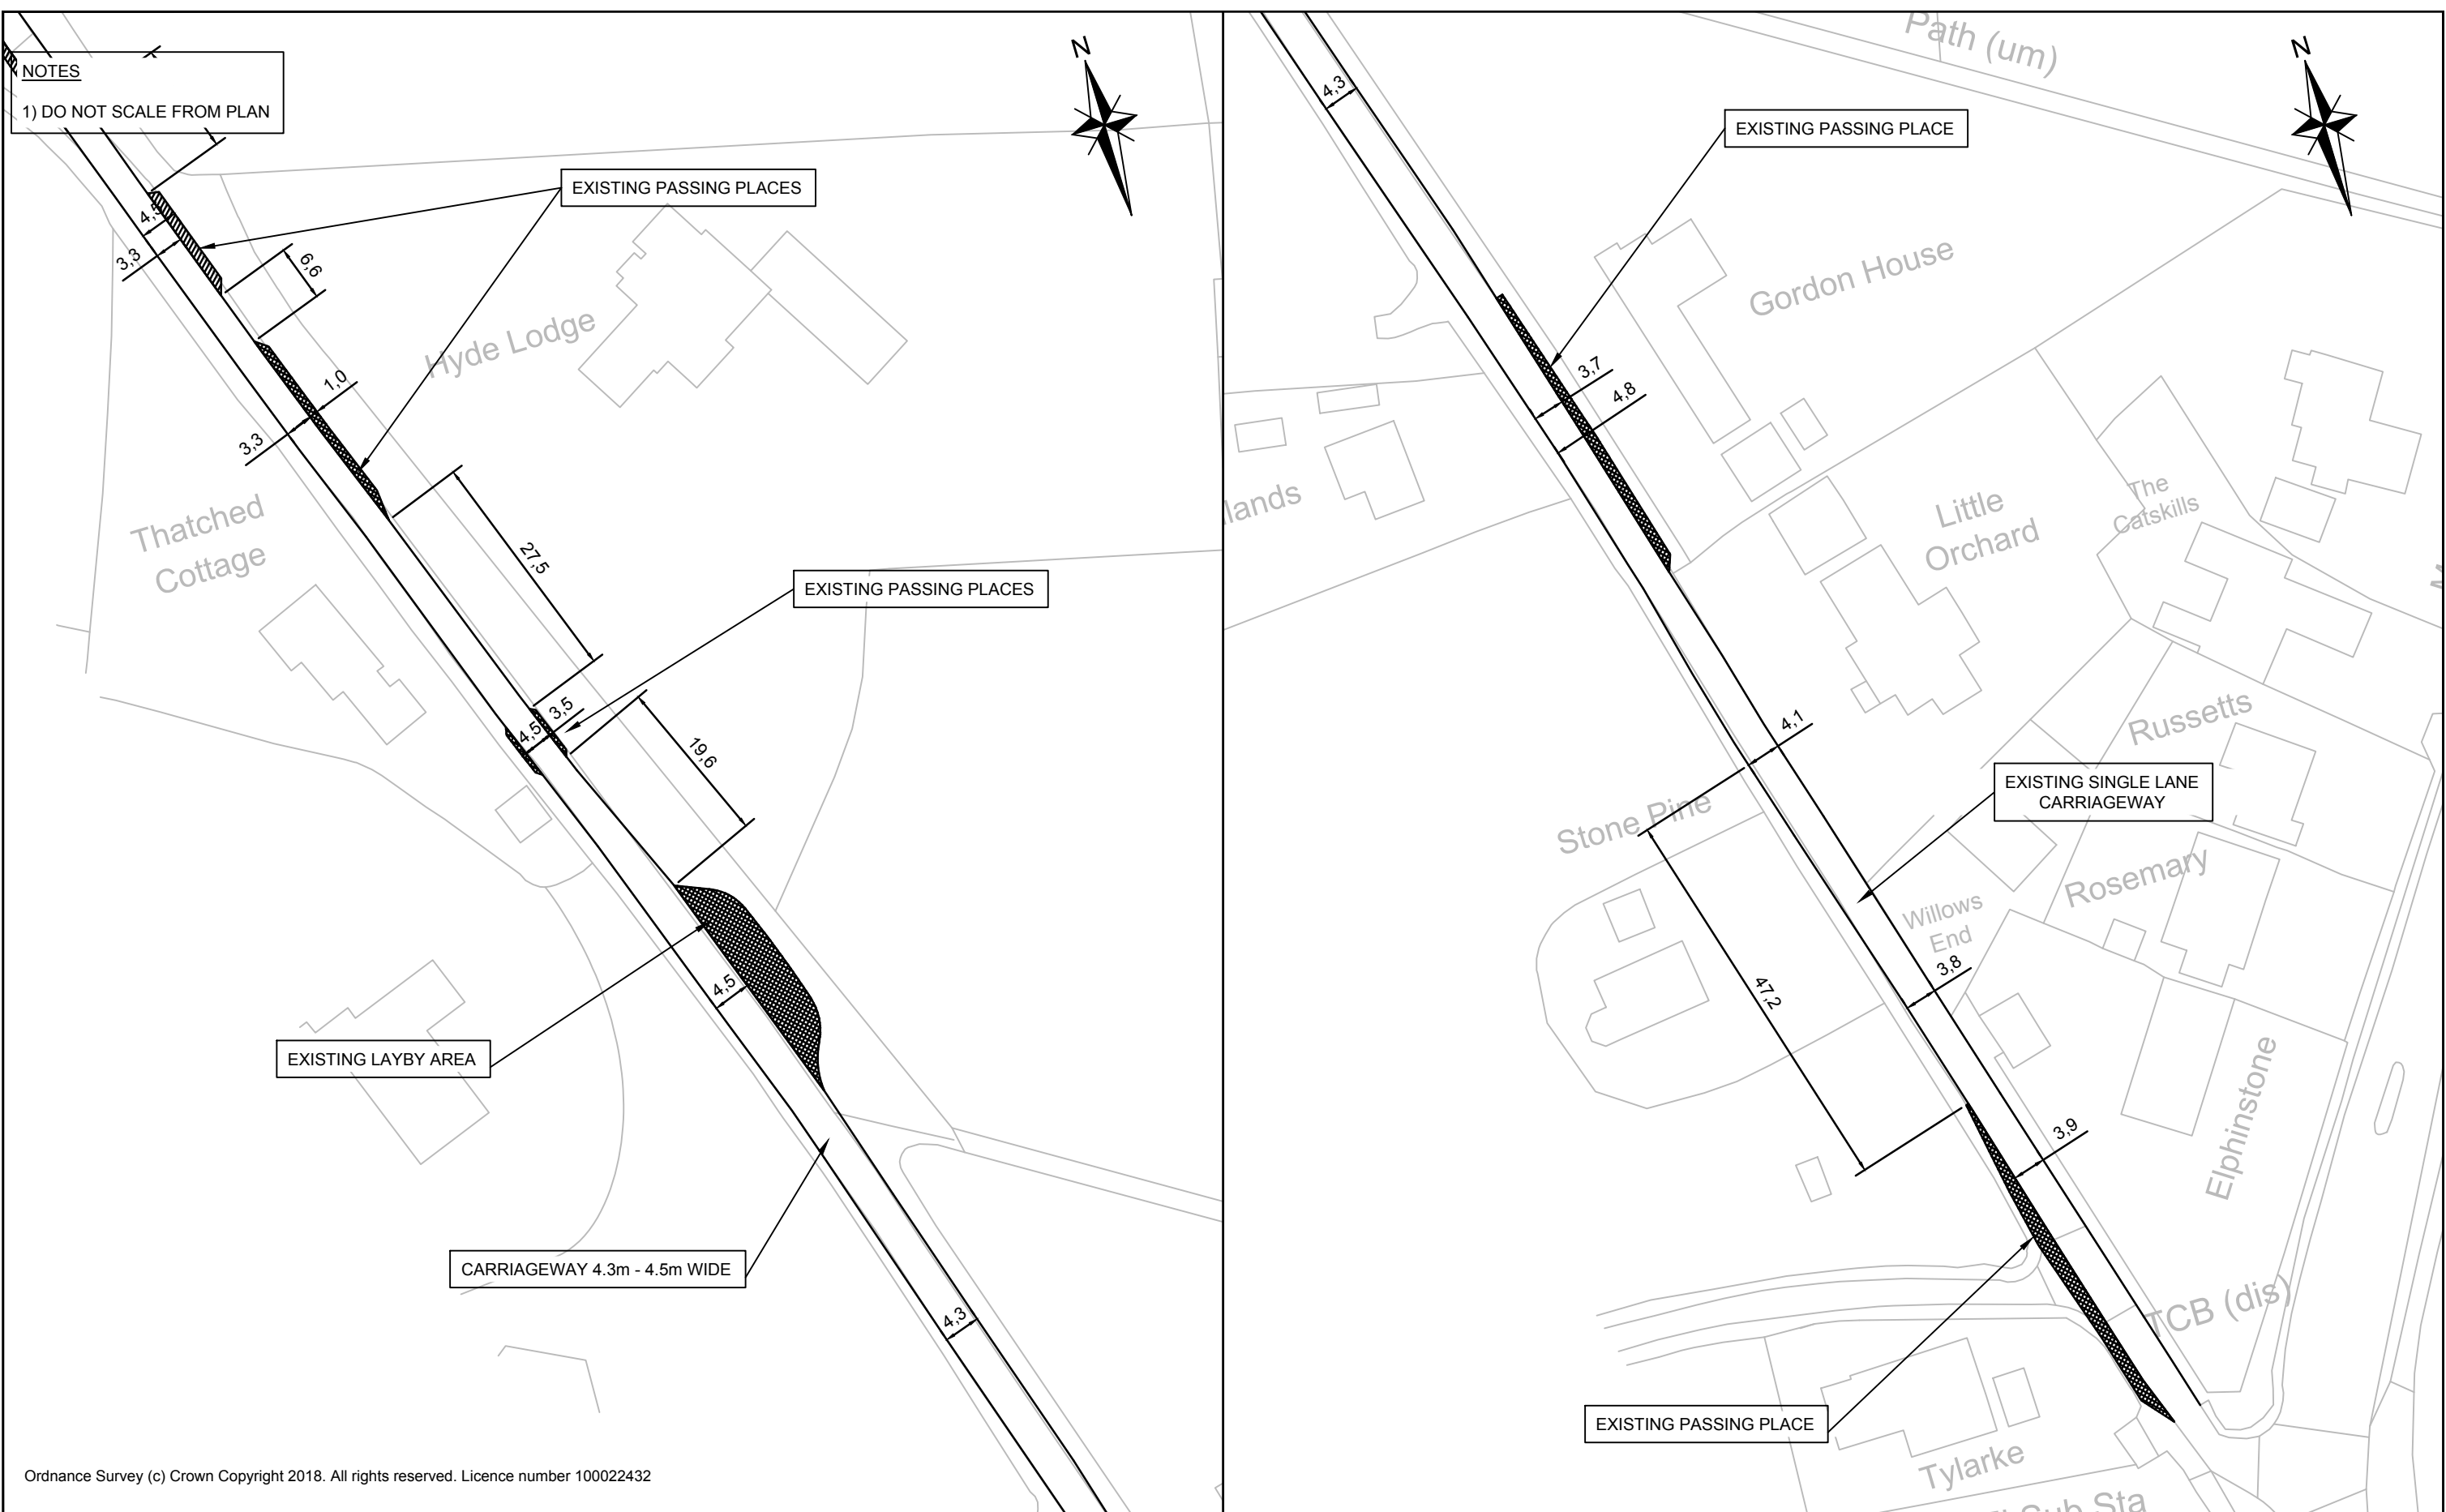 NOTES
1) DO NOT SCALE FROM PLAN
N
EXISTING PASSING PLACES
3,3
6,6
Hyde Lodge
1,0
3,3
Thatched
Cottage
27,5
EXISTING PASSING PLACES
3,5
4,5
19,6
4,5
EXISTING LAYBY AREA
CARRIAGEWAY 4.3m - 4.5m WIDE
4,3
Ordnance Survey (c) Crown Copyright 2018. All rights reserved. Licence number 100022432
Path (um)
N
4,3
EXISTING PASSING PLACE
Gordon House
3,7
4,8
lands
Little
Orchard
The
Catskills
4,1
Russetts
EXISTING SINGLE LANE
CARRIAGEWAY
Stone Pine
Rosemary
Willows
End
3,8
47,2
3,9
Elphinstone
TCB (dis)
EXISTING PASSING PLACE
Tylarke
Sub Sta